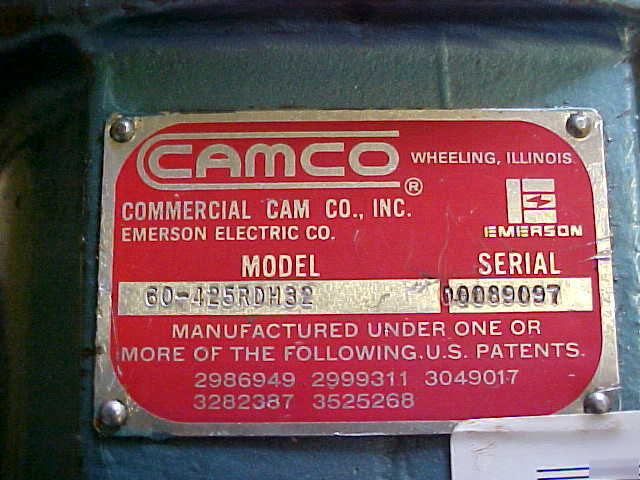 CAMCO ® WHEELING, ILLINOIS
COMMERCIAL CAM CO., INC.
EMERSON ELECTRIC CO.
EMERSON
MODEL SERIAL
60-425RDH32 00089097
MANUFACTURED UNDER ONE OR
MORE OF THE FOLLOWING U.S. PATENTS
2986949 2999311 3049017
3282387 3525268